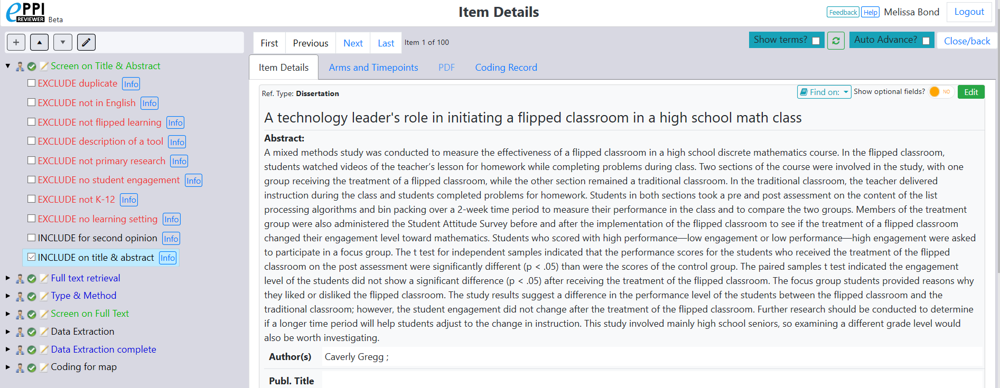 ePPI REVIEWER Beta
Item Details
Feedback Help Melissa Bond Logout
First Previous Next Last Item 1 of 100
Show terms? Auto Advance? Close/back
Screen on Title & Abstract
EXCLUDE duplicate Info
EXCLUDE not in English Info
EXCLUDE not flipped learning Info
EXCLUDE description of a tool Info
EXCLUDE not primary research Info
EXCLUDE no student engagement Info
EXCLUDE not K-12 Info
EXCLUDE no learning setting Info
INCLUDE for second opinion Info
INCLUDE on title & abstract Info
Full text retrieval
Type & Method
Screen on Full Text
Data Extraction
Data Extraction complete
Coding for map
Item Details Arms and Timepoints PDF Coding Record
Ref. Type: Dissertation
Find on: Show optional fields? NO Edit
A technology leader's role in initiating a flipped classroom in a high school math class
Abstract:
A mixed methods study was conducted to measure the effectiveness of a flipped classroom in a high school discrete mathematics course. In the flipped classroom,
students watched videos of the teacher’s lesson for homework while completing problems during class. Two sections of the course were involved in the study, with one
group receiving the treatment of a flipped classroom, while the other section remained a traditional classroom. In the traditional classroom, the teacher delivered
instruction during the class and students completed problems for homework. Students in both sections took a pre and post assessment on the content of the list
processing algorithms and bin packing over a 2-week time period to measure their performance in the class and to compare the two groups. Members of the treatment
group were also administered the Student Attitude Survey before and after the implementation of the flipped classroom to see if the treatment of a flipped classroom
changed their engagement level toward mathematics. Students who scored with high performance—low engagement or low performance—high engagement were asked
to participate in a focus group. The t test for independent samples indicated that the performance scores for the students who received the treatment of the flipped
classroom on the post assessment were significantly different (p < .05) than were the scores of the control group. The paired samples t test indicated the engagement
level of the students did not show a significant difference (p < .05) after receiving the treatment of the flipped classroom. The focus group students provided reasons why
they liked or disliked the flipped classroom. The study results suggest a difference in the performance level of the students between the flipped classroom and the
traditional classroom; however, the student engagement did not change after the treatment of the flipped classroom. Further research should be conducted to determine
if a longer time period will help students adjust to the change in instruction. This study involved mainly high school seniors, so examining a different grade level would
also be worth investigating.
Author(s) Caverly Gregg ;
Publ. Title